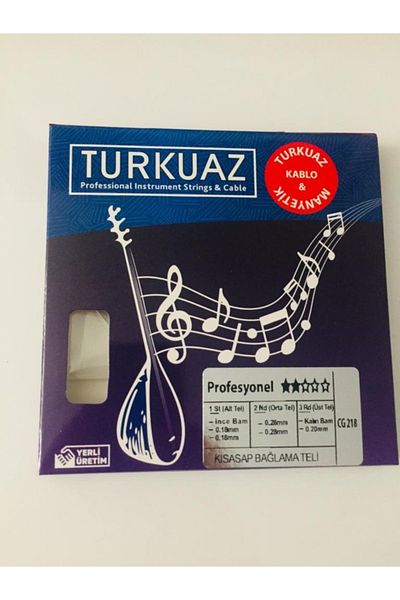 TURKUAZ
Professional Instrument Strings & Cable
TURKUAZ
KABLO
&
MANYETİK
Profesyonel
1 St (Alt Tel)
2 Nd (Orta Tel)
3 Rd (Üst Tel)
İnce Bam
0.18mm
0.18mm
0.28mm
0.28mm
Kalın Bam
0.20mm
CG 218
KISASAP BAĞLAMA TELİ
YERLİ
ÜRETİM